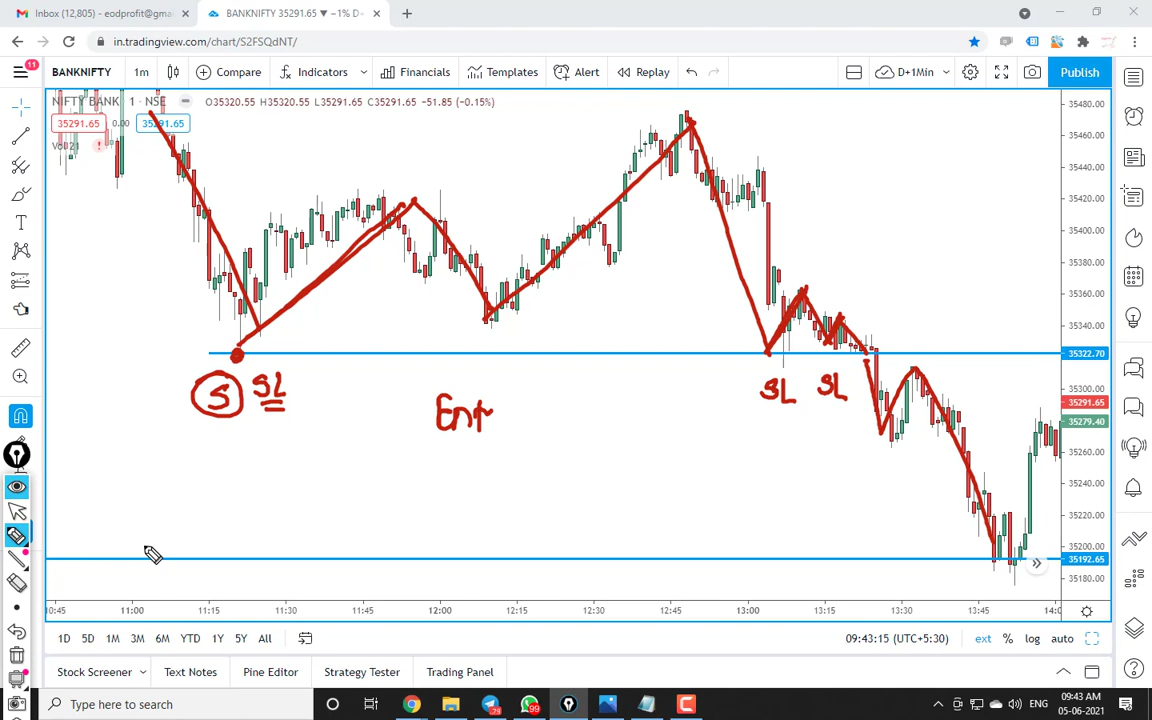 Inbox (12,805) - eodprofit@gma
BANKNIFTY 35291.65 ▼ −1% D+
in.tradingview.com/chart/S2FSQdNT/
11
BANKNIFTY
1m
Compare
Indicators
Financials
Templates
Alert
Replay
D+1Min
Publish
NIFTY BANK 1 NSE
O35320.55 H35320.55 L35291.65 C35291.65 -51.85 (-0.15%)
35291.65
0.00
35291.65
Vol 21
35480.00
35460.00
35440.00
35420.00
35400.00
35380.00
35360.00
35340.00
35322.70
35300.00
35291.65
35279.40
35260.00
35240.00
35220.00
35200.00
35192.65
35180.00
S SL
Ent
SL SL
10:45 11:00 11:15 11:30 11:45 12:00 12:15 12:30 12:45 13:00 13:15 13:30 13:45 14:0
1D 5D 1M 3M 6M YTD 1Y 5Y All
09:43:15 (UTC+5:30)
ext % log auto
Stock Screener
Text Notes
Pine Editor
Strategy Tester
Trading Panel
Type here to search
24
99
ENG
09:43 AM
05-06-2021